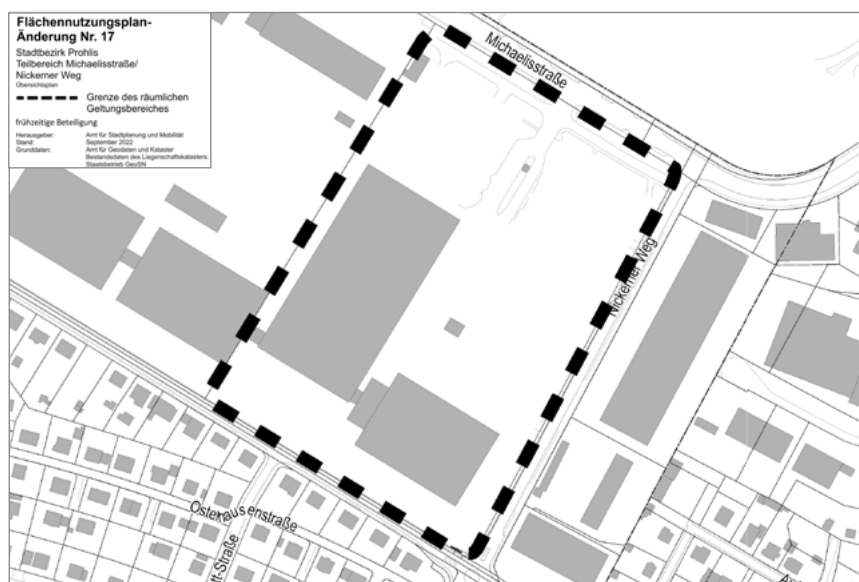 Flächennutzungsplan-
Änderung Nr. 17
Stadtbezirk Prohlis
Teilbereich Michaelisstraße/
Nickerner Weg
Übersichtsplan
Grenze des räumlichen
Geltungsbereiches
frühzeitige Beteiligung
Herausgeber: Amt für Stadtplanung und Mobilität
Stand: September 2022
Grunddaten: Amt für Geodaten und Kataster
Bestandsdaten des Liegenschaftskatasters:
Staatsbetrieb GeoSN
Michaelisstraße
Nickerner Weg
Ostehausenstraße
tt-Straße